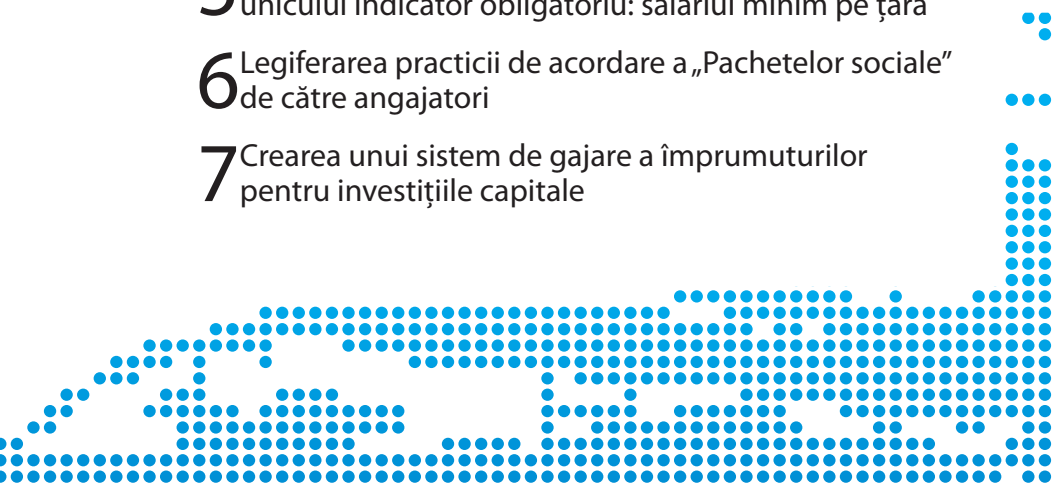 5 unicului indicator obligatoriu: salariul minim pe țară
6 Legiferarea practicii de acordare a „Pachetelor sociale”
de către angajatori
7 Crearea unui sistem de gajare a împrumuturilor
pentru investițiile capitale